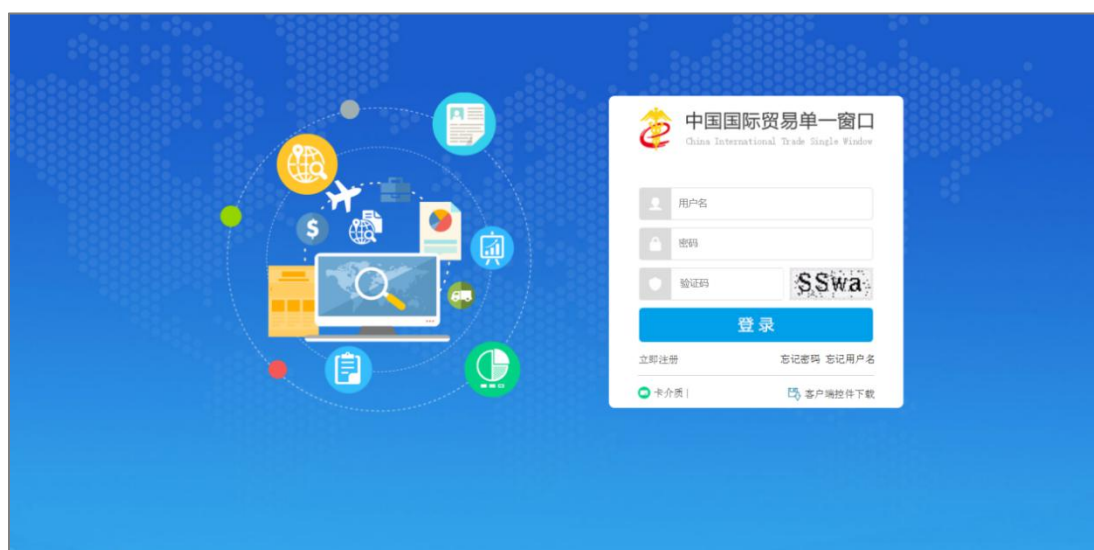 中国国际贸易单一窗口
China International Trade Single Window
用户名
密码
验证码 SSwa
登录
立即注册 忘记密码 忘记用户名
卡介质 | 客户端控件下载
$